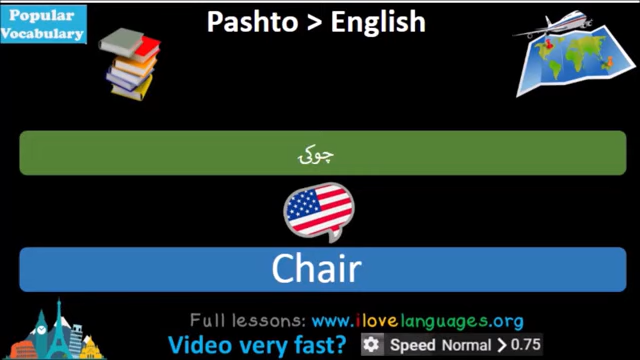 Popular
Vocabulary
Pashto > English
چوکۍ
Chair
Full lessons: www.ilovelanguages.org
Video very fast? Speed Normal > 0.75